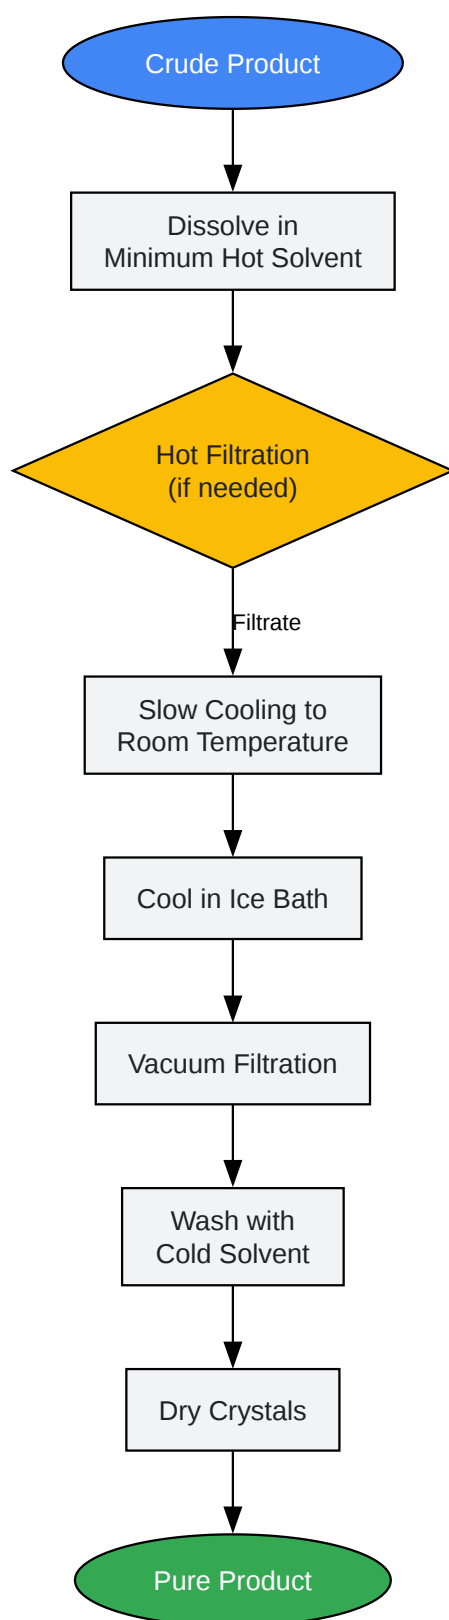 Crude Product
Dissolve in
Minimum Hot Solvent
Hot Filtration
(if needed)
Filtrate
Slow Cooling to
Room Temperature
Cool in Ice Bath
Vacuum Filtration
Wash with
Cold Solvent
Dry Crystals
Pure Product